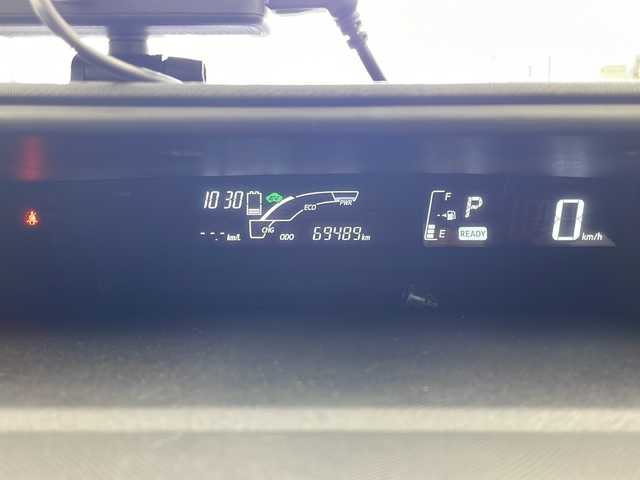 10:30
PWR
ECO
CHG
--.- km/L
ODO 69489 km
F
P
E
READY
0 km/h